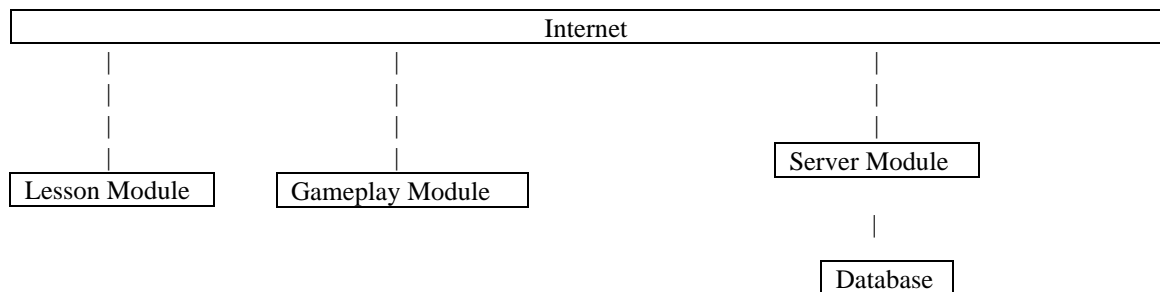 Internet
Server Module
Lesson Module
Gameplay Module
Database